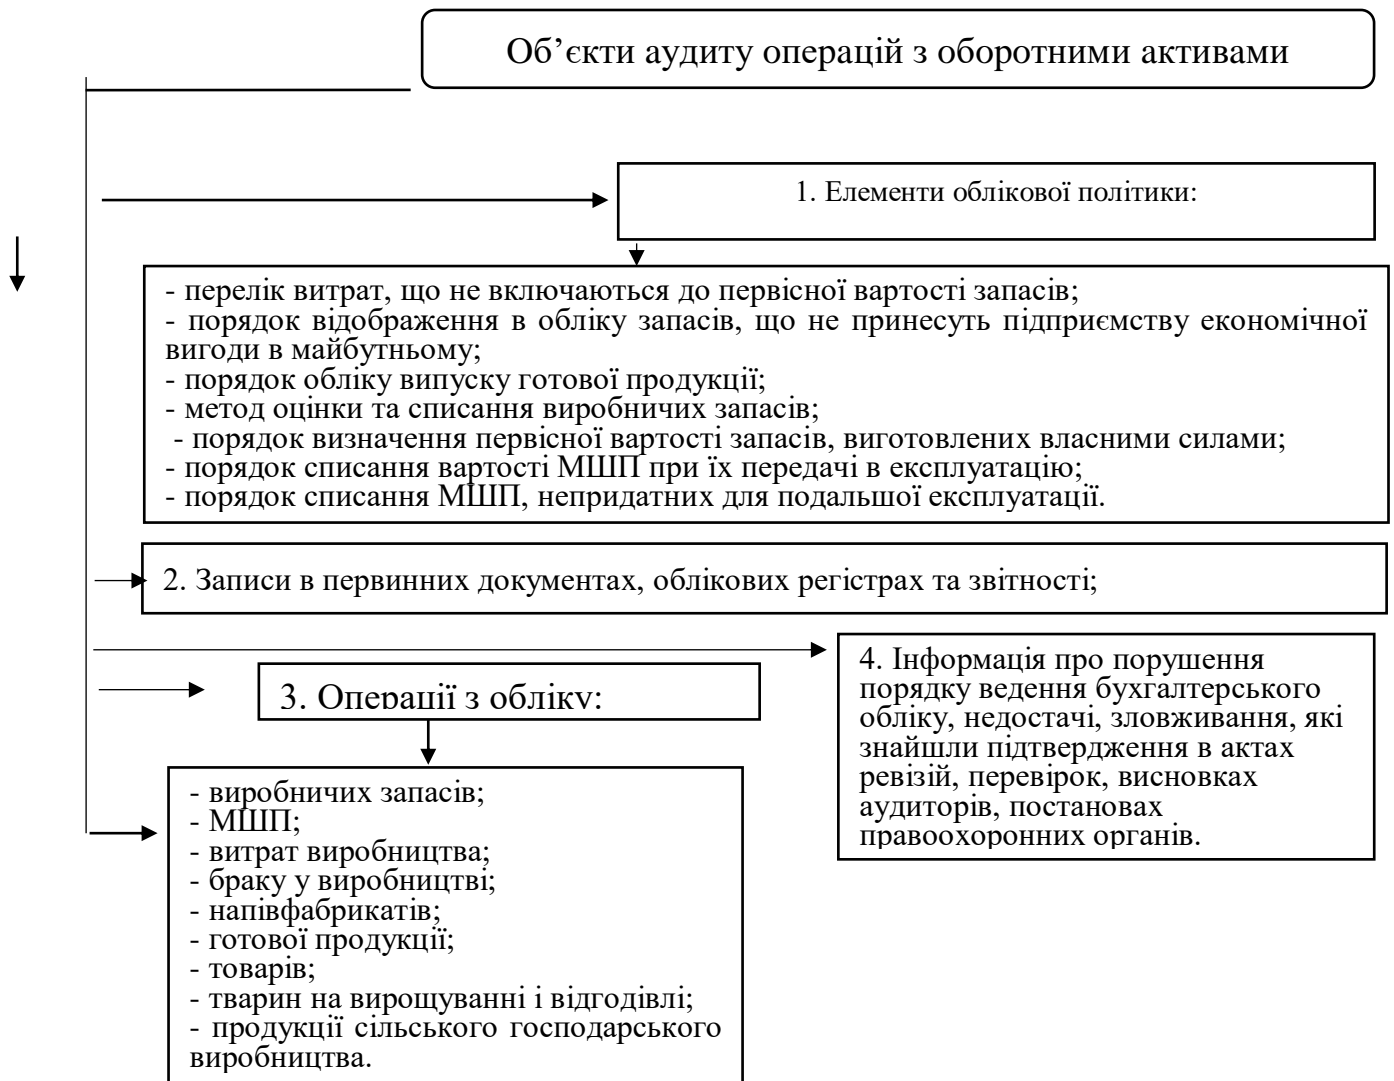 Об’єкти аудиту операцій з оборотними активами
1. Елементи облікової політики:
- перелік витрат, що не включаються до первісної вартості запасів;
- порядок відображення в обліку запасів, що не принесуть підприємству економічної
вигоди в майбутньому;
- порядок обліку випуску готової продукції;
- метод оцінки та списання виробничих запасів;
- порядок визначення первісної вартості запасів, виготовлених власними силами;
- порядок списання вартості МШП при їх передачі в експлуатацію;
- порядок списання МШП, непридатних для подальшої експлуатації.
2. Записи в первинних документах, облікових регістрах та звітності;
3. Операції з обліку:
- виробничих запасів;
- МШП;
- витрат виробництва;
- браку у виробництві;
- напівфабрикатів;
- готової продукції;
- товарів;
- тварин на вирощуванні і відгодівлі;
- продукції сільського господарського
виробництва.
4. Інформація про порушення
порядку ведення бухгалтерського
обліку, недостачі, зловживання, які
знайшли підтвердження в актах
ревізій, перевірок, висновках
аудиторів, постановах
правоохоронних органів.